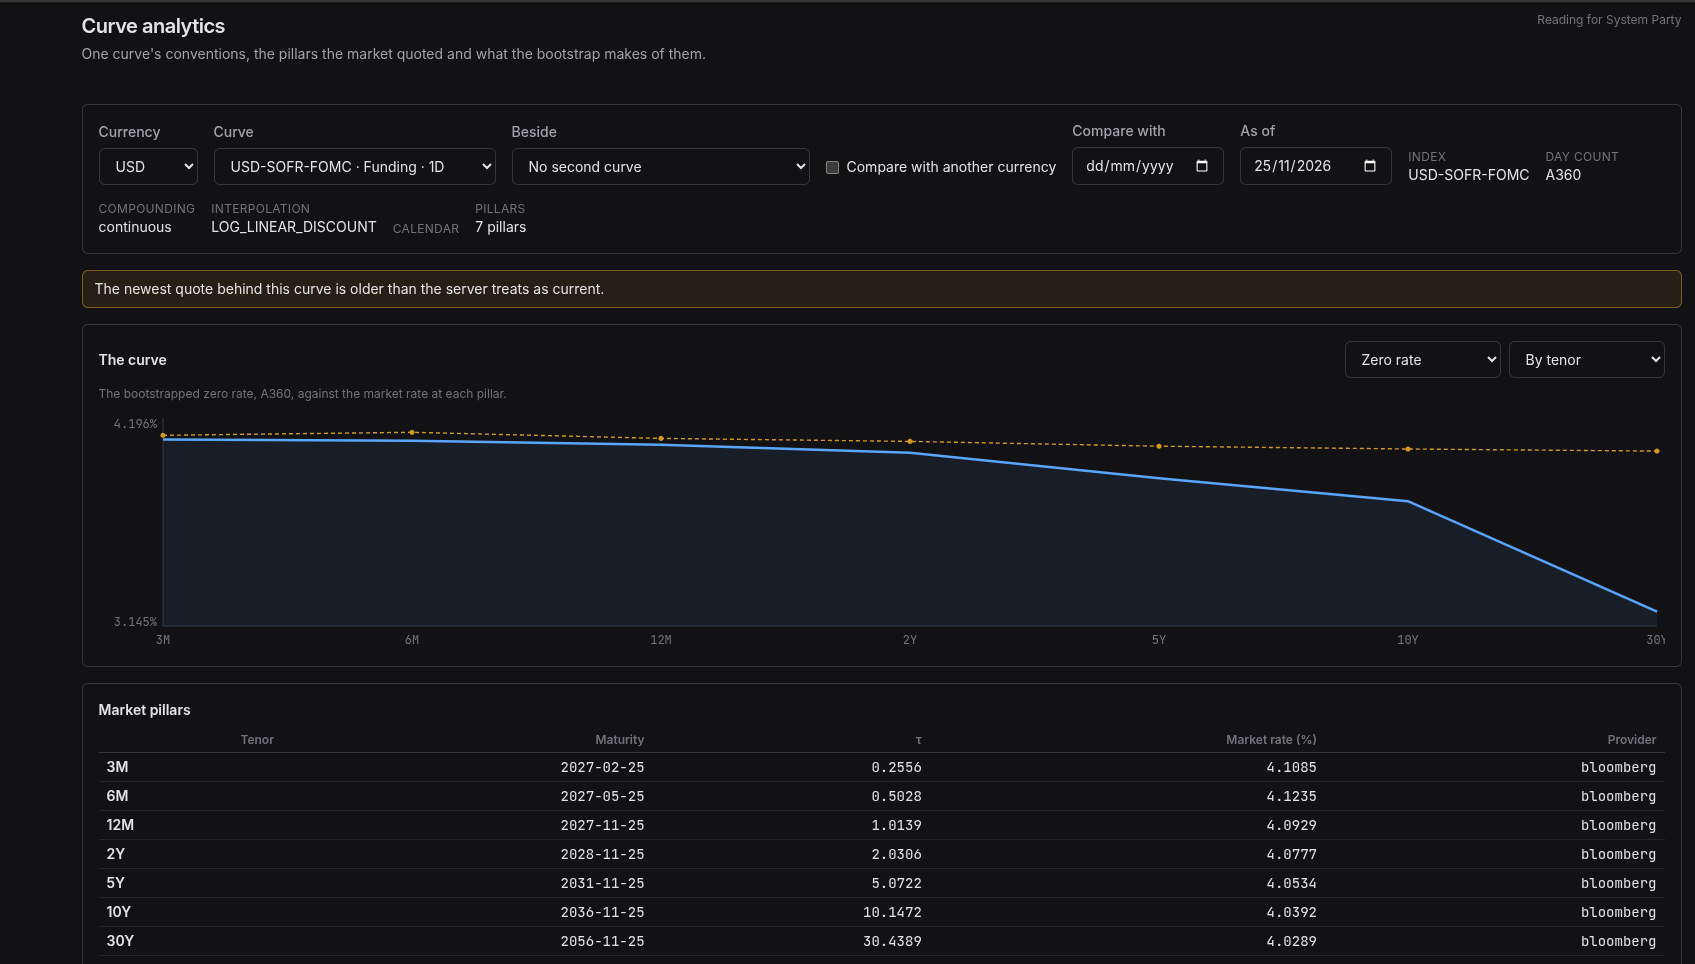 Curve analytics
Reading for System Party
One curve's conventions, the pillars the market quoted and what the bootstrap makes of them.
Currency Curve Beside Compare with As of
USD USD-SOFR-FOMC · Funding · 1D No second curve Compare with another currency dd/mm/yyyy 25/11/2026
INDEX DAY COUNT
USD-SOFR-FOMC A360
COMPOUNDING INTERPOLATION CALENDAR PILLARS
continuous LOG_LINEAR_DISCOUNT 7 pillars
The newest quote behind this curve is older than the server treats as current.
The curve Zero rate By tenor
The bootstrapped zero rate, A360, against the market rate at each pillar.
4.196%
3.145%
3M 6M 12M 2Y 5Y 10Y 30Y
Market pillars
Tenor Maturity τ Market rate (%) Provider
3M 2027-02-25 0.2556 4.1085 bloomberg
6M 2027-05-25 0.5028 4.1235 bloomberg
12M 2027-11-25 1.0139 4.0929 bloomberg
2Y 2028-11-25 2.0306 4.0777 bloomberg
5Y 2031-11-25 5.0722 4.0534 bloomberg
10Y 2036-11-25 10.1472 4.0392 bloomberg
30Y 2056-11-25 30.4389 4.0289 bloomberg